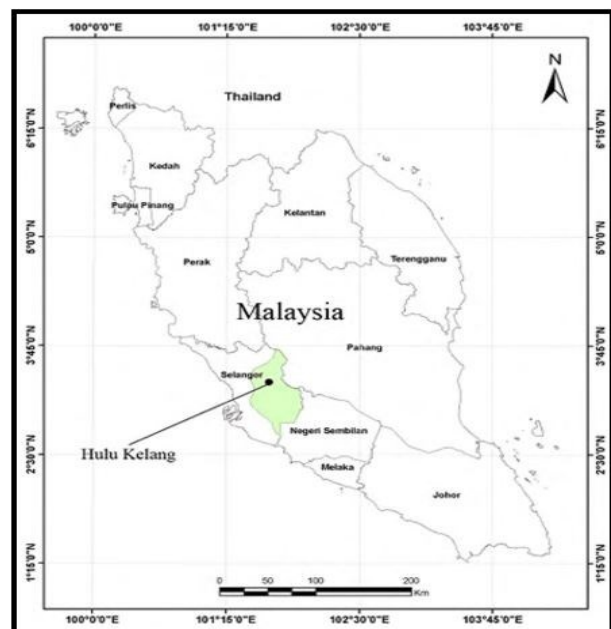 100°0'0"E 101°15'0"E 102°30'0"E 103°45'0"E
N
Thailand
Perlis
6°15'0"N 6°15'0"N
Kedah
Pulau Pinang
Kelantan
5°0'0"N 5°0'0"N
Terengganu
Perak
Malaysia
3°45'0"N 3°45'0"N
Pahang
Selangor
Negeri Sembilan
Hulu Kelang
2°30'0"N 2°30'0"N
Melaka
Johor
1°15'0"N 1°15'0"N
0 50 100 200
Km
100°0'0"E 101°15'0"E 102°30'0"E 103°45'0"E